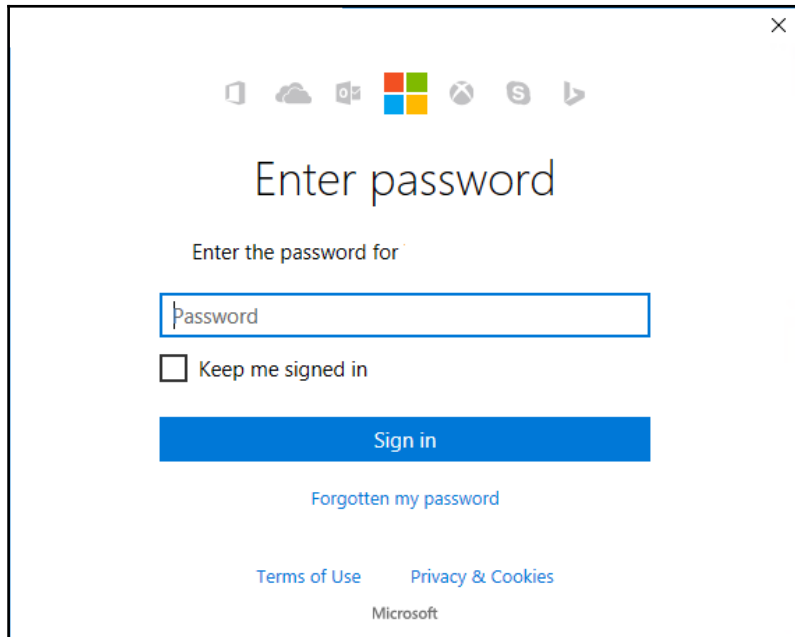 Enter password
Enter the password for
Password
Keep me signed in
Sign in
Forgotten my password
Terms of Use Privacy & Cookies
Microsoft